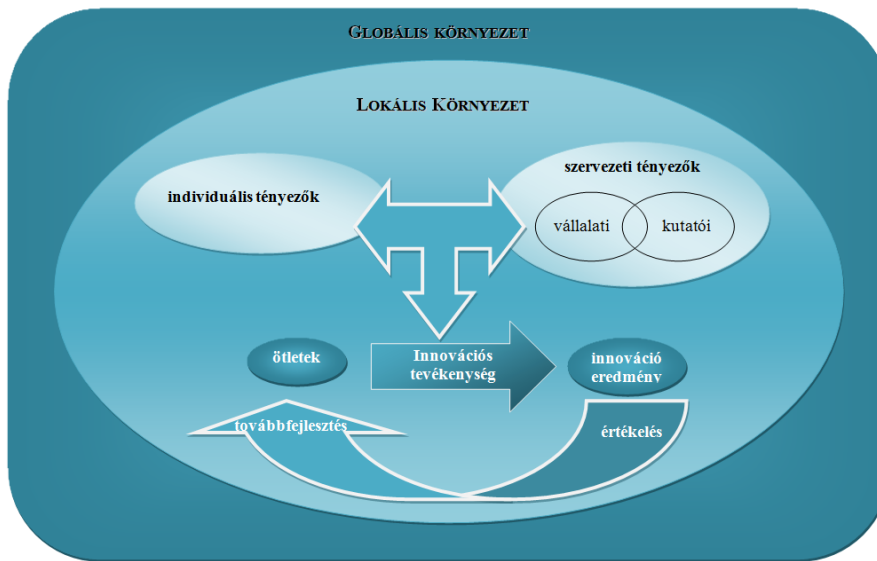 GLOBÁLIS KÖRNYEZET
LOKÁLIS KÖRNYEZET
individuális tényezők
szervezeti tényezők
vállalati
kutatói
ötletek
Innovációs
tevékenység
innováció
eredmény
továbbfejlesztés
értékelés